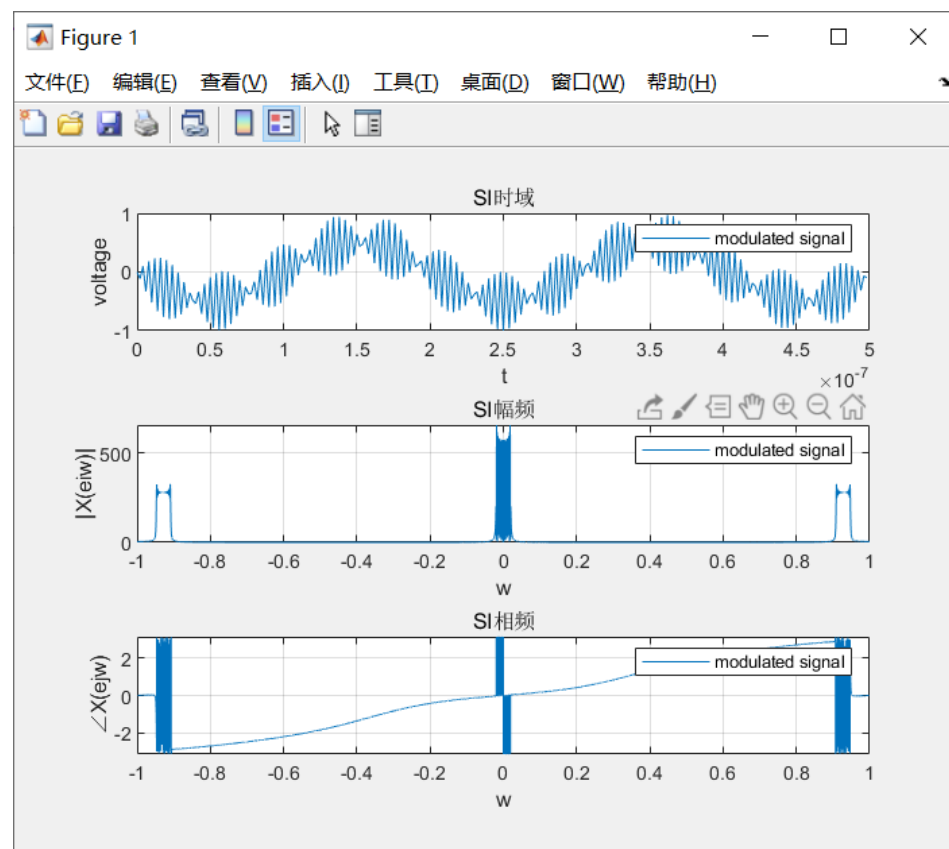 Figure 1
文件(F) 编辑(E) 查看(V) 插入(I) 工具(T) 桌面(D) 窗口(W) 帮助(H)
SI时域
voltage
1
0
-1
modulated signal
0 0.5 1 1.5 2 2.5 3 3.5 4 4.5 5
t
×10⁻⁷
SI幅频
|X(eiw)|
500
0
modulated signal
-1 -0.8 -0.6 -0.4 -0.2 0 0.2 0.4 0.6 0.8 1
w
SI相频
∠X(ejw)
2
0
-2
modulated signal
-1 -0.8 -0.6 -0.4 -0.2 0 0.2 0.4 0.6 0.8 1
w